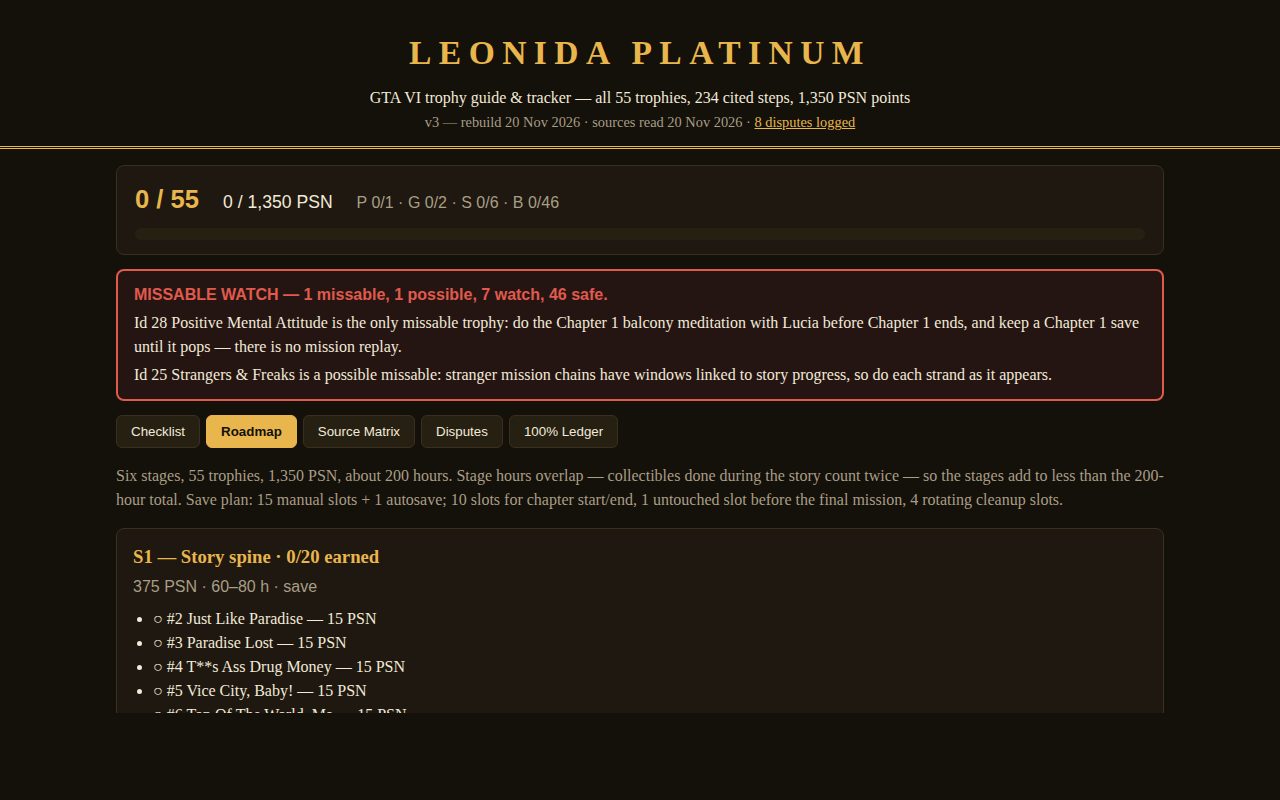 LEONIDA PLATINUM
GTA VI trophy guide & tracker — all 55 trophies, 234 cited steps, 1,350 PSN points
v3 — rebuild 20 Nov 2026 · sources read 20 Nov 2026 · 8 disputes logged
0 / 55 0 / 1,350 PSN P 0/1 · G 0/2 · S 0/6 · B 0/46
MISSABLE WATCH — 1 missable, 1 possible, 7 watch, 46 safe.
Id 28 Positive Mental Attitude is the only missable trophy: do the Chapter 1 balcony meditation with Lucia before Chapter 1 ends, and keep a Chapter 1 save
until it pops — there is no mission replay.
Id 25 Strangers & Freaks is a possible missable: stranger mission chains have windows linked to story progress, so do each strand as it appears.
Checklist Roadmap Source Matrix Disputes 100% Ledger
Six stages, 55 trophies, 1,350 PSN, about 200 hours. Stage hours overlap — collectibles done during the story count twice — so the stages add to less than the 200-
hour total. Save plan: 15 manual slots + 1 autosave; 10 slots for chapter start/end, 1 untouched slot before the final mission, 4 rotating cleanup slots.
S1 — Story spine · 0/20 earned
375 PSN · 60–80 h · save
• ○ #2 Just Like Paradise — 15 PSN
• ○ #3 Paradise Lost — 15 PSN
• ○ #4 T**s Ass Drug Money — 15 PSN
• ○ #5 Vice City, Baby! — 15 PSN
○ #6 Top Of The World, Ma — 15 PSN